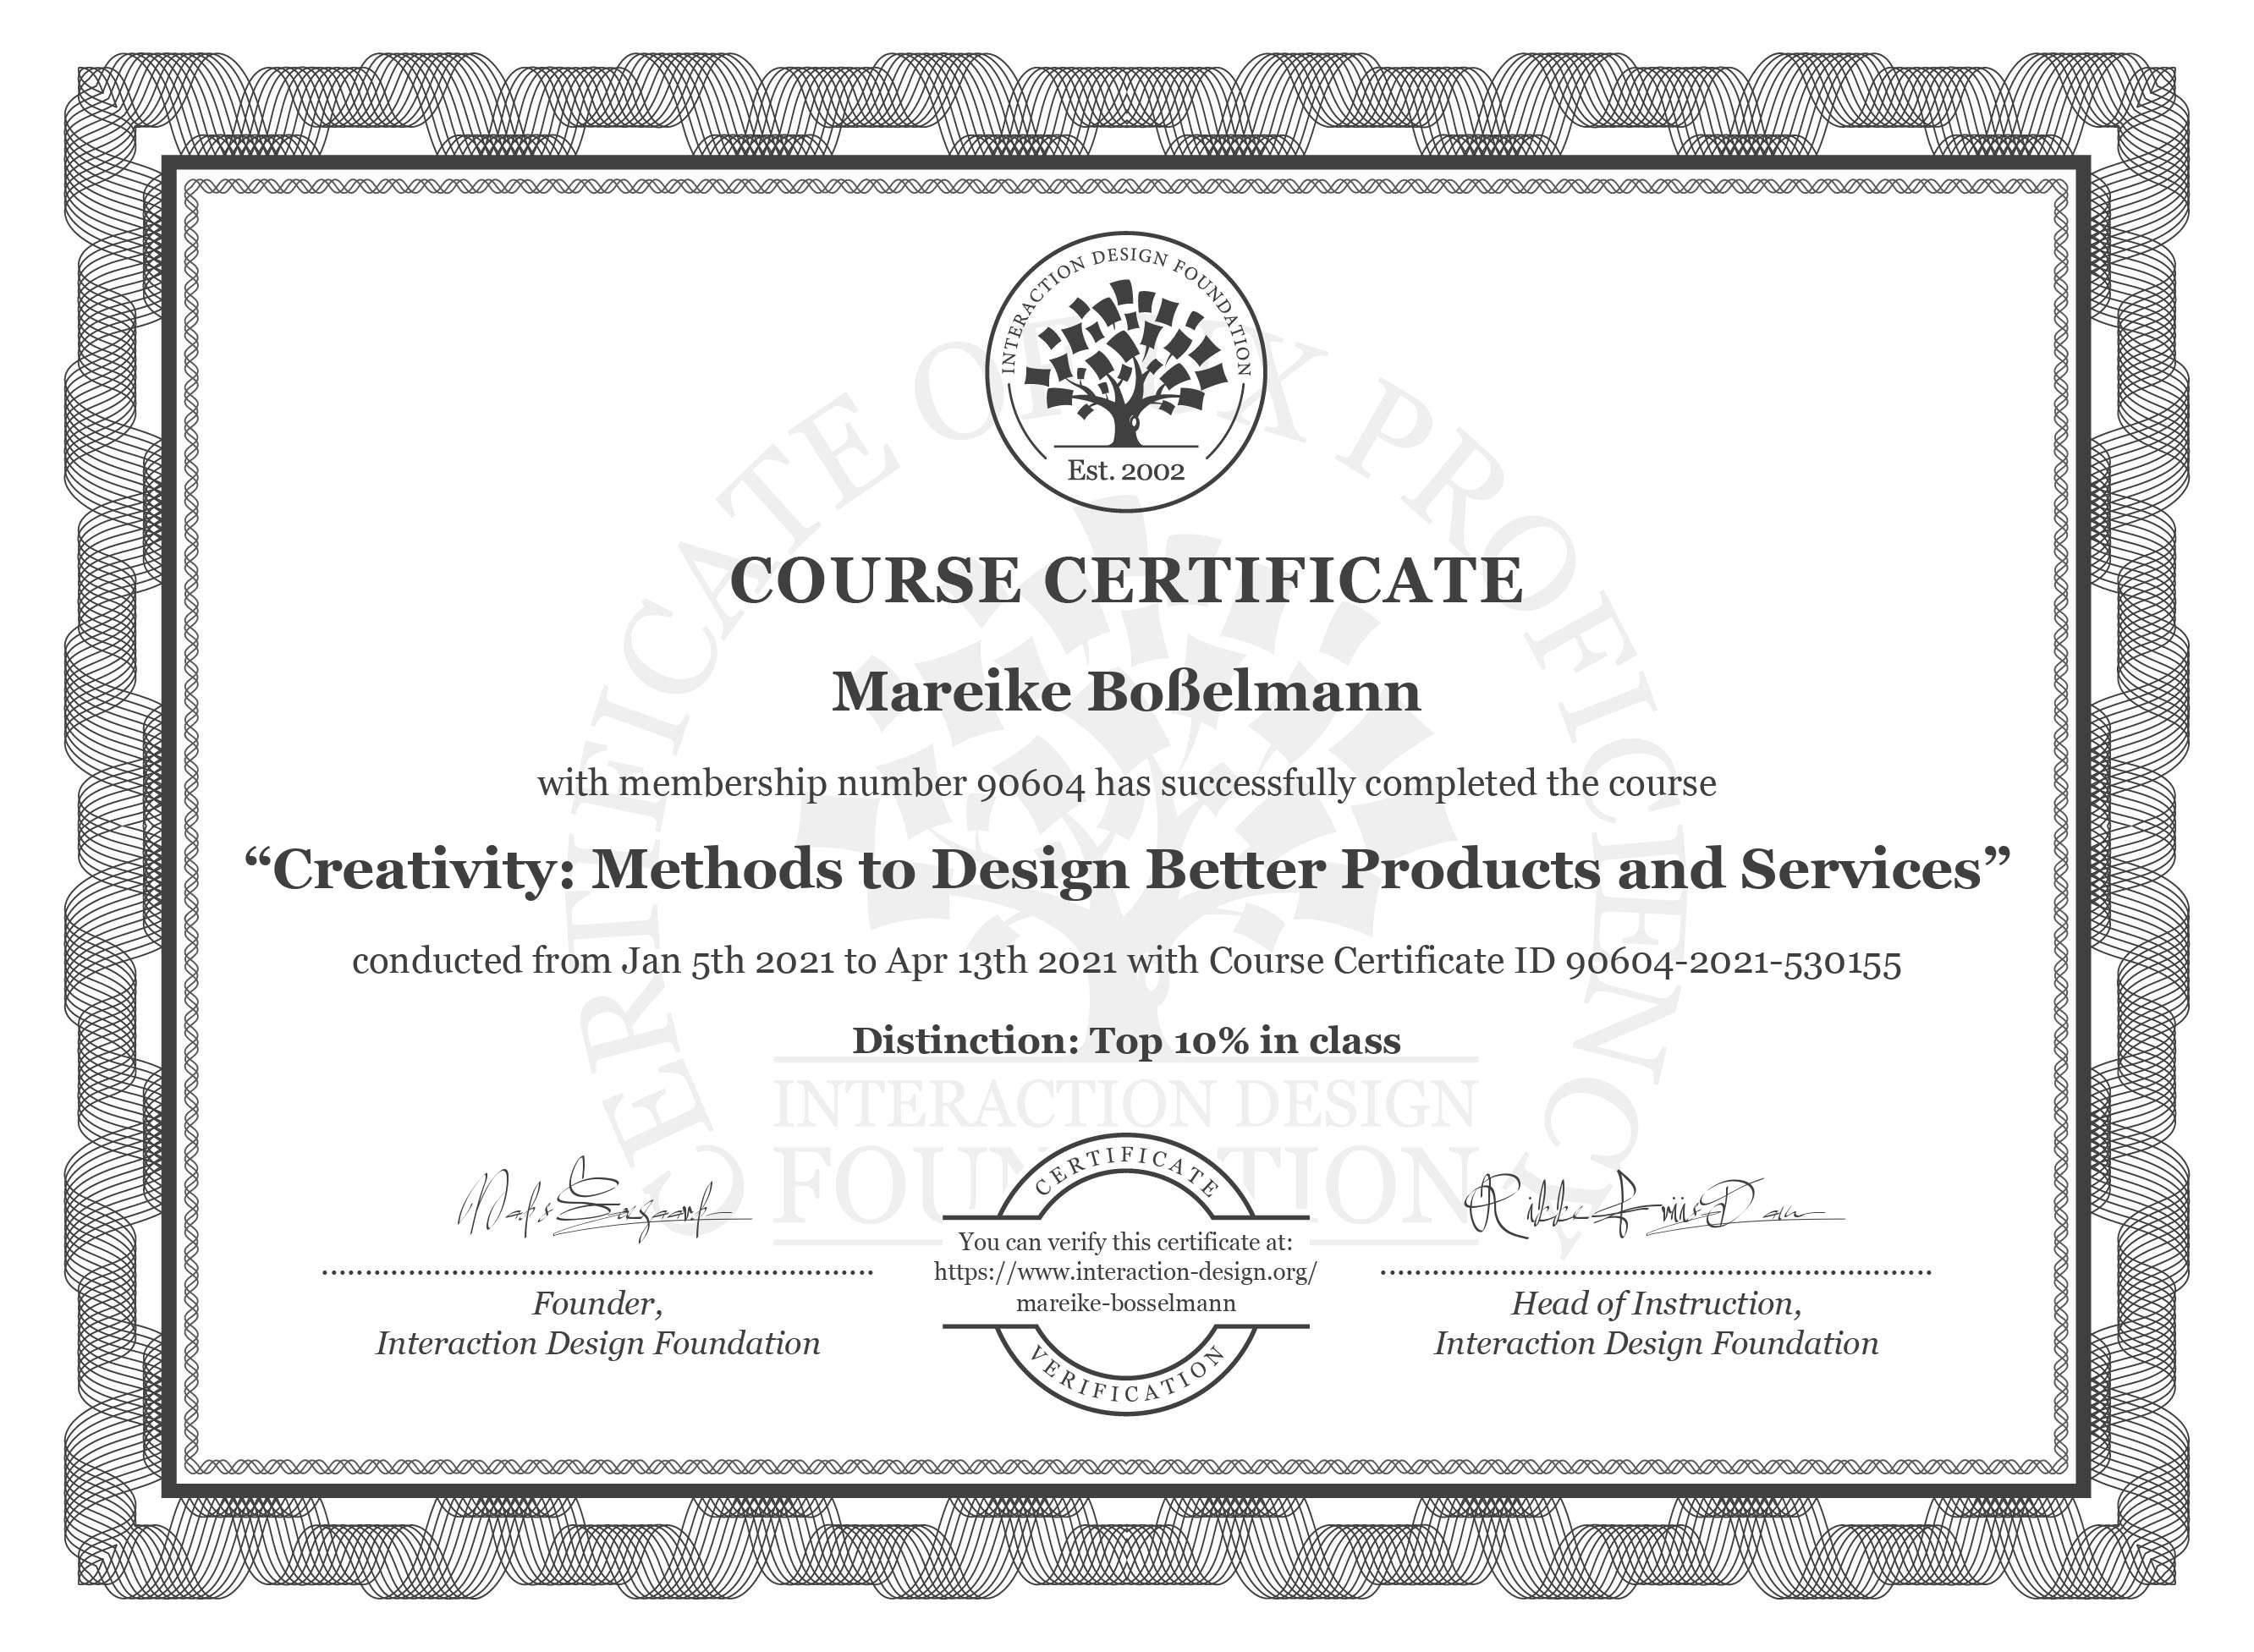 INTERACTION DESIGN FOUNDATION
Est. 2002
CERTIFICATE OF UX PROFICIENCY
COURSE CERTIFICATE
Mareike Boßelmann
with membership number 90604 has successfully completed the course
“Creativity: Methods to Design Better Products and Services”
conducted from Jan 5th 2021 to Apr 13th 2021 with Course Certificate ID 90604-2021-530155
Distinction: Top 10% in class
INTERACTION DESIGN
FOUNDATION
Founder,
Interaction Design Foundation
CERTIFICATE
You can verify this certificate at:
https://www.interaction-design.org/
mareike-bosselmann
VERIFICATION
Rikke Friis Dam
Head of Instruction,
Interaction Design Foundation